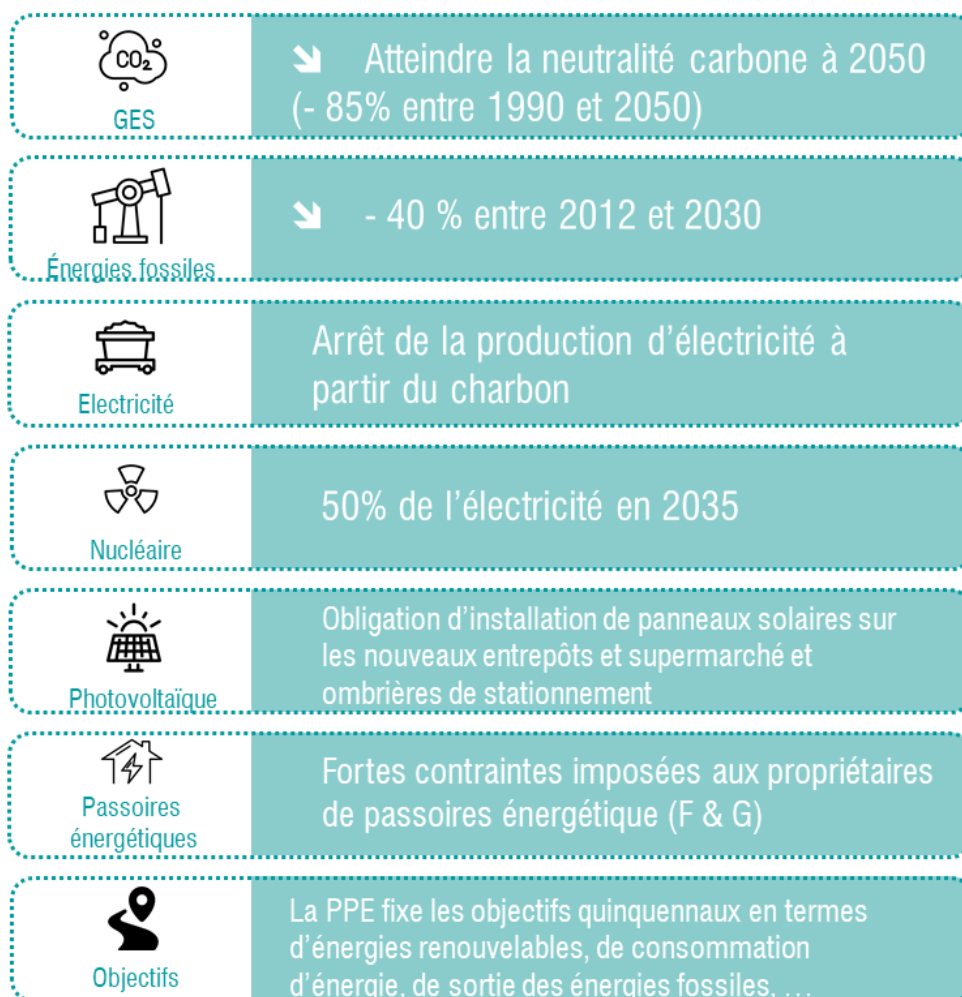 CO2
GES
Atteindre la neutralité carbone à 2050
(- 85% entre 1990 et 2050)
Énergies fossiles
- 40 % entre 2012 et 2030
Electricité
Arrêt de la production d'électricité à
partir du charbon
Nucléaire
50% de l'électricité en 2035
Photovoltaïque
Obligation d'installation de panneaux solaires sur
les nouveaux entrepôts et supermarché et
ombrières de stationnement
Passoires
énergétiques
Fortes contraintes imposées aux propriétaires
de passoires énergétique (F & G)
Objectifs
La PPE fixe les objectifs quinquennaux en termes
d'énergies renouvelables, de consommation
d'énergie, de sortie des énergies fossiles, …